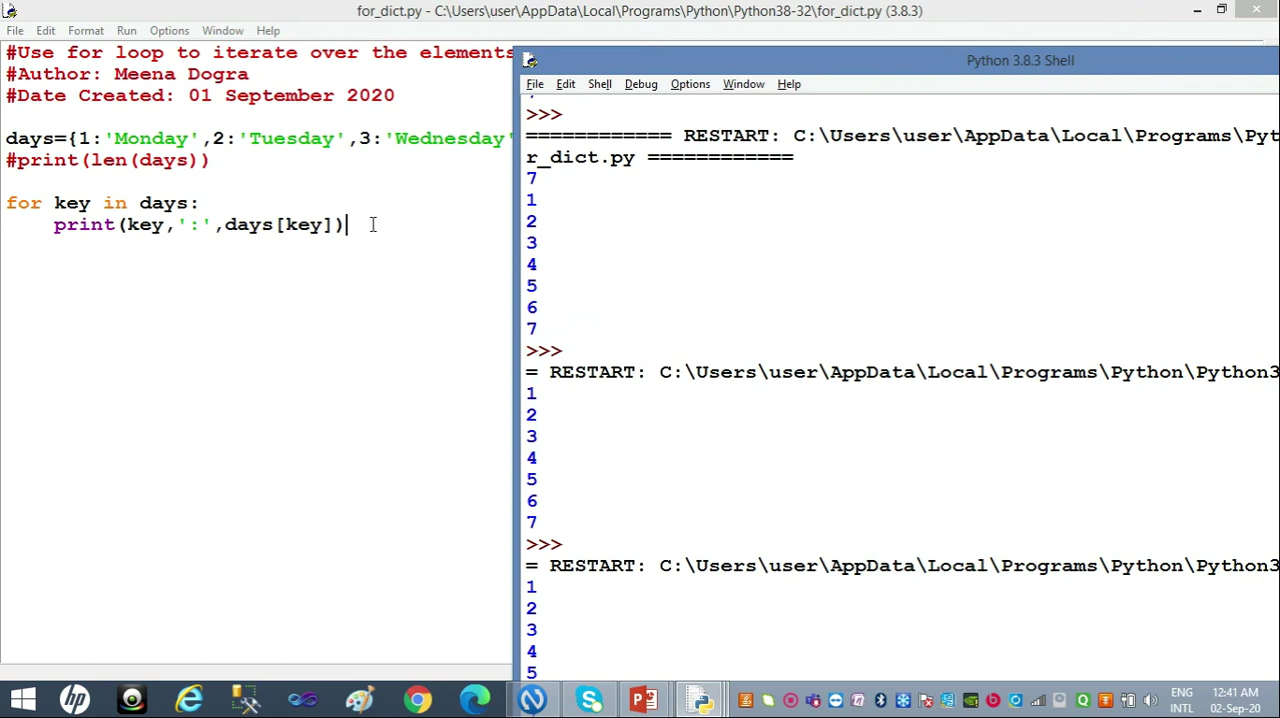 for_dict.py - C:\Users\user\AppData\Local\Programs\Python\Python38-32\for_dict.py (3.8.3)
File Edit Format Run Options Window Help
#Use for loop to iterate over the elements
#Author: Meena Dogra
#Date Created: 01 September 2020
days={1:'Monday',2:'Tuesday',3:'Wednesday'
#print(len(days))
for key in days:
print(key,':',days[key])
Python 3.8.3 Shell
File Edit Shell Debug Options Window Help
>>>
============ RESTART: C:\Users\user\AppData\Local\Programs\Pyt
r_dict.py ============
7
1
2
3
4
5
6
7
>>>
= RESTART: C:\Users\user\AppData\Local\Programs\Python\Python3
1
2
3
4
5
6
7
>>>
= RESTART: C:\Users\user\AppData\Local\Programs\Python\Python3
1
2
3
4
5
ENG 12:41 AM
INTL 02-Sep-20